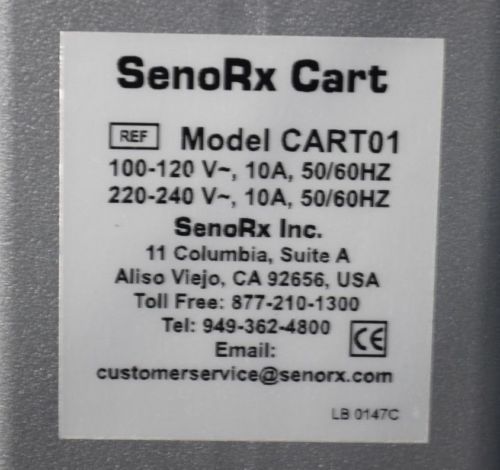 SenoRx Cart
REF Model CART01
100-120 V~, 10A, 50/60HZ
220-240 V~, 10A, 50/60HZ
SenoRx Inc.
11 Columbia, Suite A
Aliso Viejo, CA 92656, USA
Toll Free: 877-210-1300
Tel: 949-362-4800
CE
Email:
customerservice@senorx.com
LB 0147C